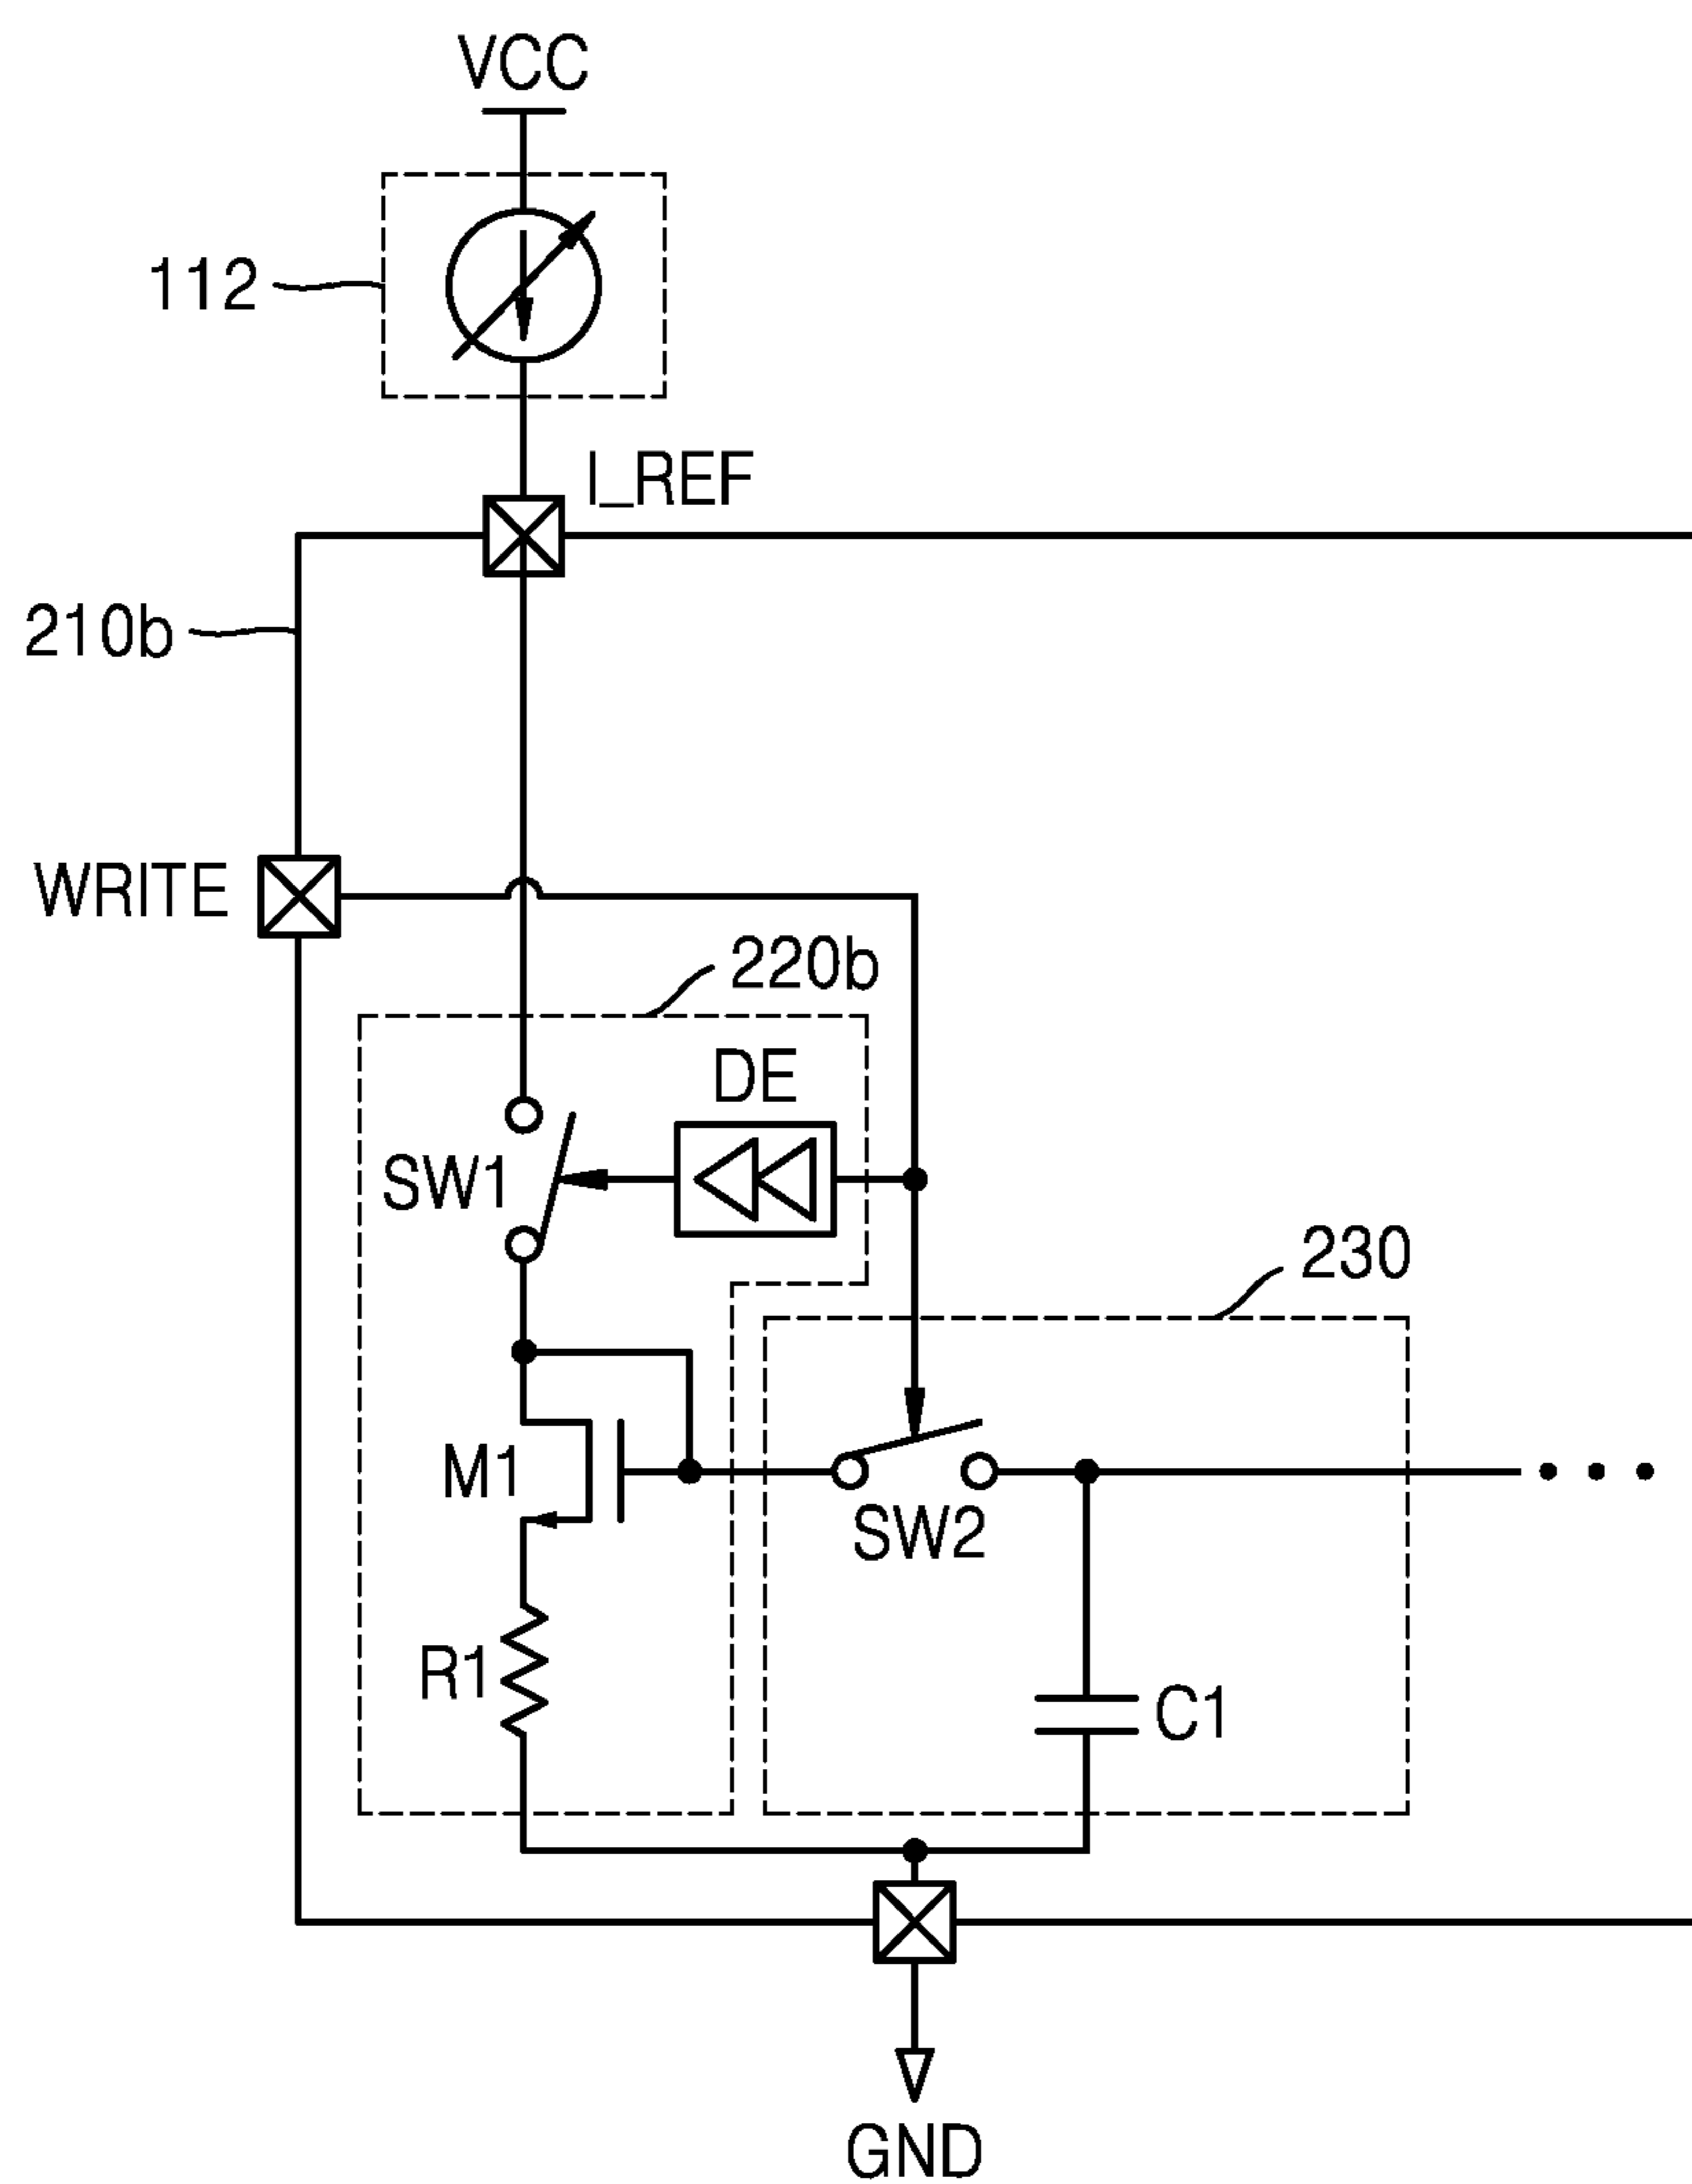 VCC
112
I_REF
210b
WRITE
220b
DE
SW1
230
M1
SW2
R1
C1
GND